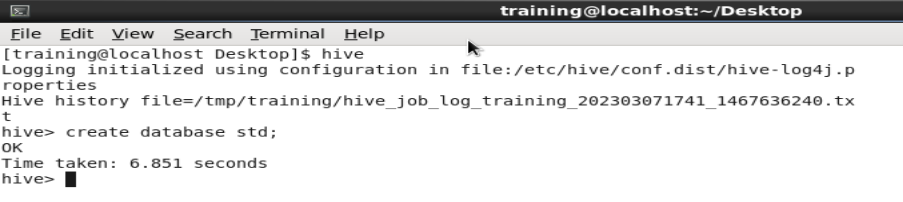 training@localhost:~/Desktop
File Edit View Search Terminal Help
[training@localhost Desktop]$ hive
Logging initialized using configuration in file:/etc/hive/conf.dist/hive-log4j.p
roperties
Hive history file=/tmp/training/hive_job_log_training_202303071741_1467636240.tx
t
hive> create database std;
OK
Time taken: 6.851 seconds
hive>